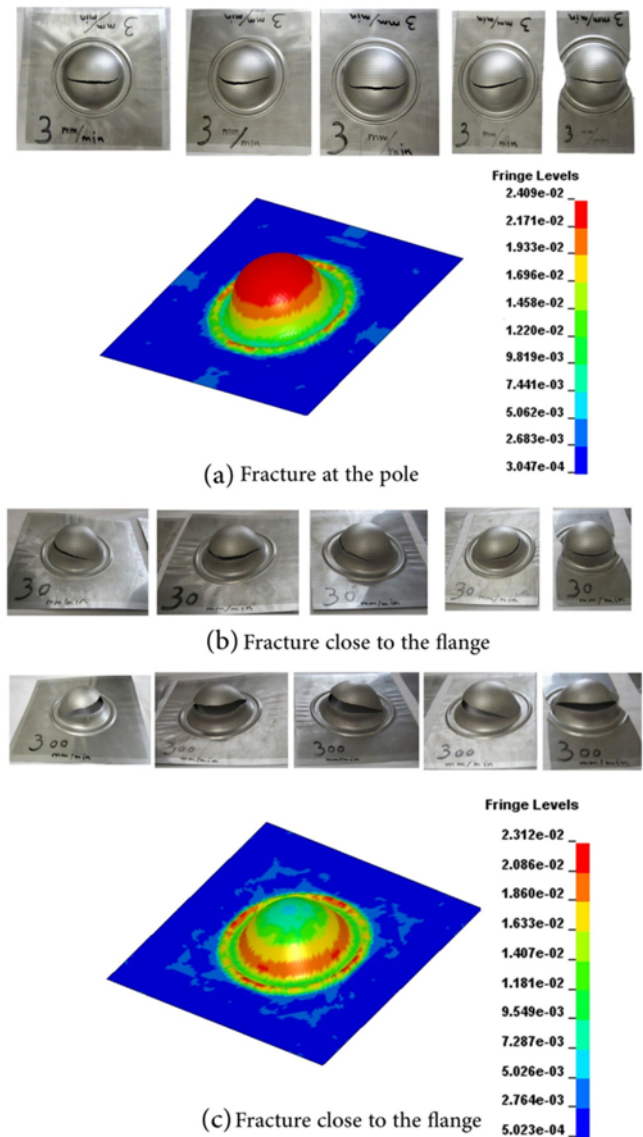 3
mm/min
3
mm/min
3
mm/min
3
mm/min
3
mm/min
3 mm/min
3 mm/min
3 mm/min
3 mm/min
3 mm/min
Fringe Levels
2.409e-02
2.171e-02
1.933e-02
1.696e-02
1.458e-02
1.220e-02
9.819e-03
7.441e-03
5.062e-03
2.683e-03
3.047e-04
(a) Fracture at the pole
30 mm/min
30 mm/min
30 mm/min
30 mm/min
30 mm/min
(b) Fracture close to the flange
300 mm/min
300 mm/min
300 mm/min
300 mm/min
300 mm/min
Fringe Levels
2.312e-02
2.086e-02
1.860e-02
1.633e-02
1.407e-02
1.181e-02
9.549e-03
7.287e-03
5.026e-03
2.764e-03
5.023e-04
(c) Fracture close to the flange